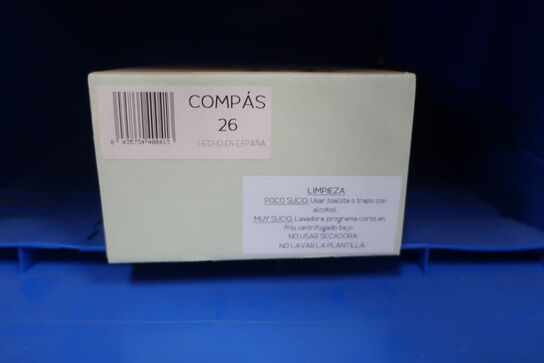 COMPÁS
26
HECHO EN ESPAÑA
8 435734 480413
LIMPIEZA
POCO SUCIO: Usar toallita o trapo con
alcohol.
MUY SUCIO: Lavadora, programa corto en
frío, centrifugado bajo.
NO USAR SECADORA
NO LAVAR LA PLANTILLA